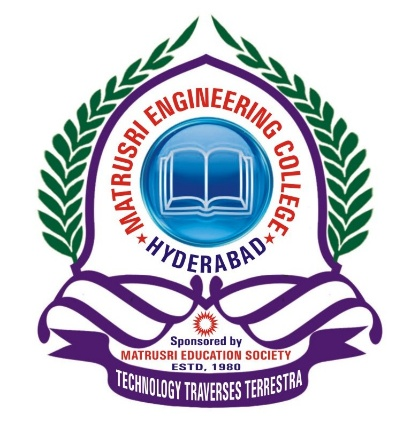 MATRUSRI ENGINEERING COLLEGE
HYDERABAD
Sponsored by
MATRUSRI EDUCATION SOCIETY
ESTD, 1980
TECHNOLOGY TRAVERSES TERRESTRA